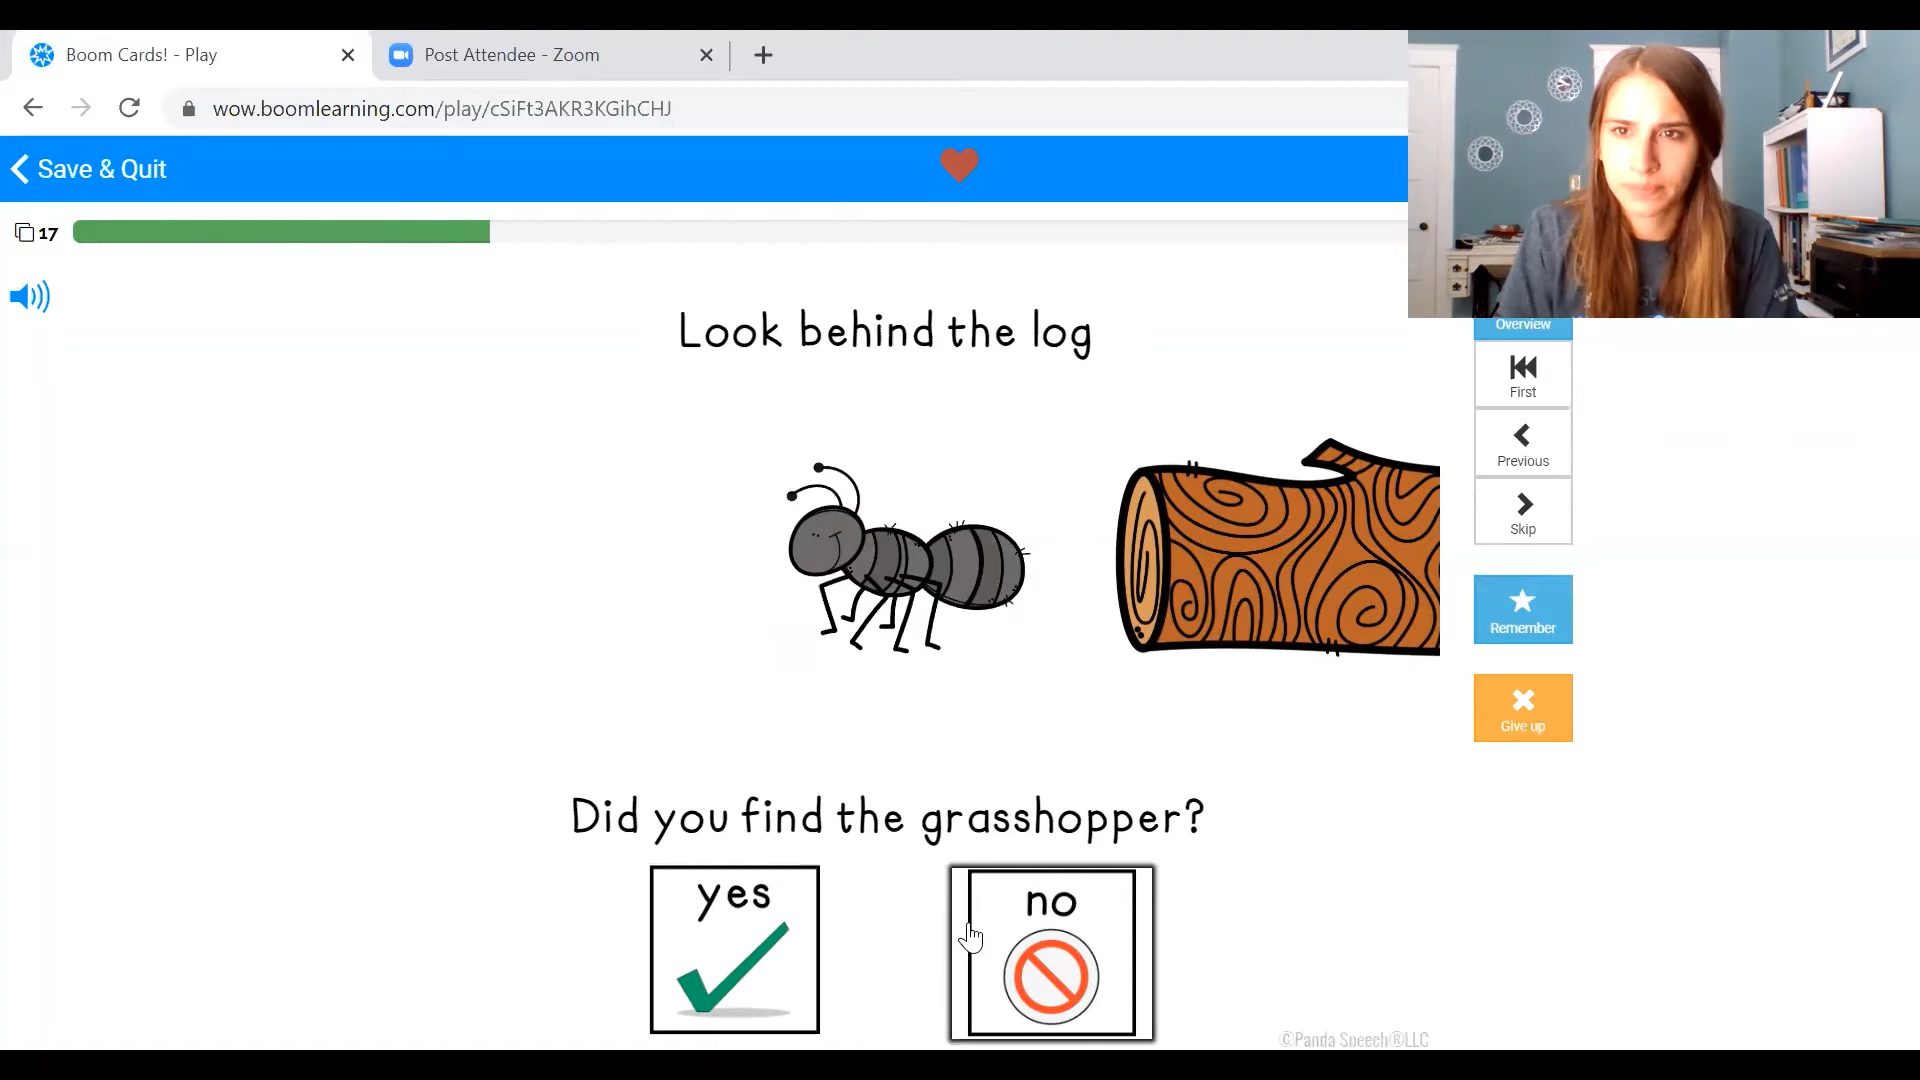 Boom Cards! - Play
Post Attendee - Zoom
wow.boomlearning.com/play/cSiFt3AKR3KGihCHJ
Save & Quit
17
Look behind the log
Overview
First
Previous
Skip
Remember
Give up
Did you find the grasshopper?
yes
no
©Panda Speech®LLC